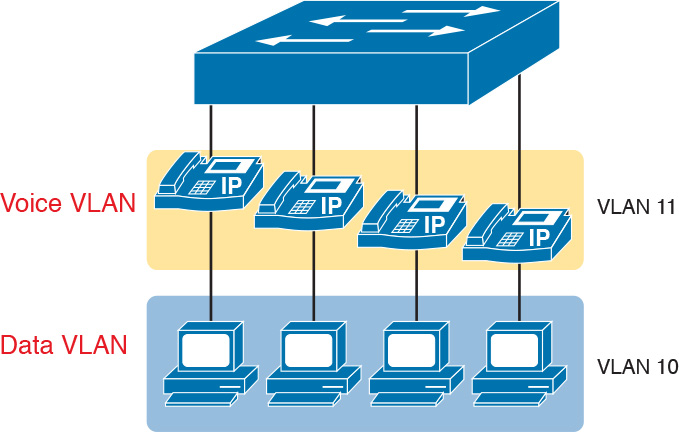 IP
IP
IP
IP
Voice VLAN
VLAN 11
Data VLAN
VLAN 10